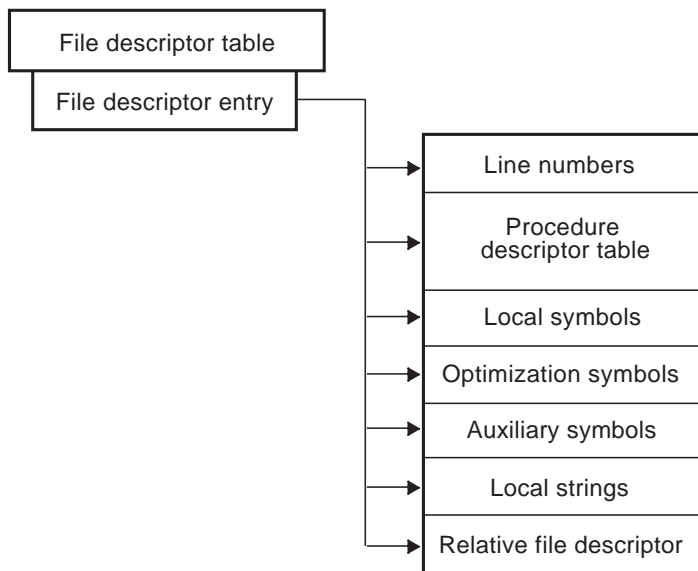 File descriptor table
File descriptor entry
Line numbers
Procedure
descriptor table
Local symbols
Optimization symbols
Auxiliary symbols
Local strings
Relative file descriptor